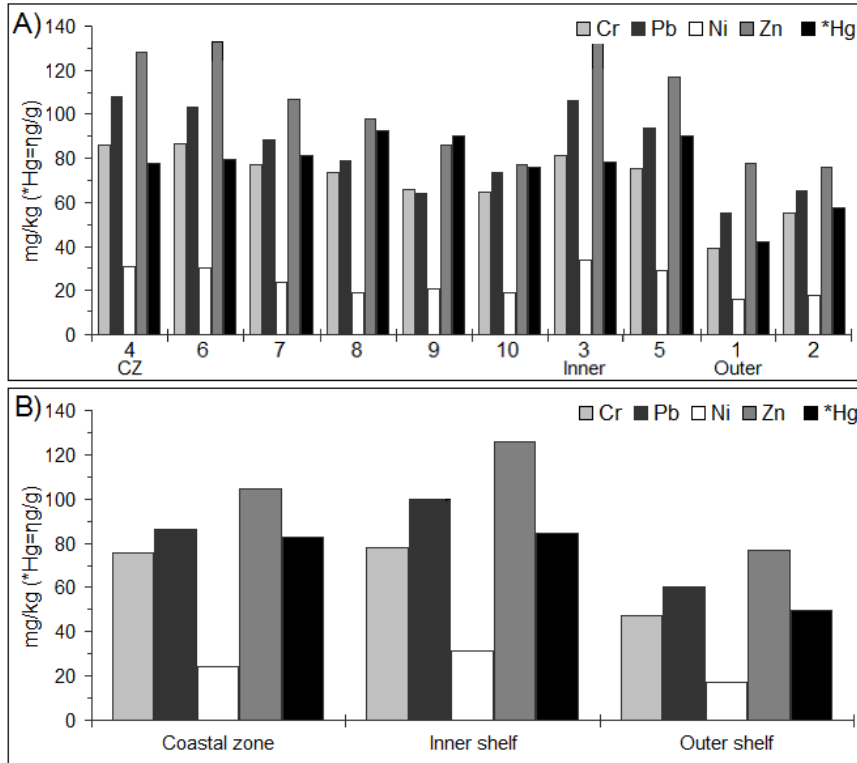 A)
Cr Pb Ni Zn *Hg
mg/kg (*Hg=ηg/g)
140
120
100
80
60
40
20
0
4 6 7 8 9 10 3 5 1 2
CZ Inner Outer
B)
Cr Pb Ni Zn *Hg
mg/kg (*Hg=ηg/g)
140
120
100
80
60
40
20
0
Coastal zone Inner shelf Outer shelf